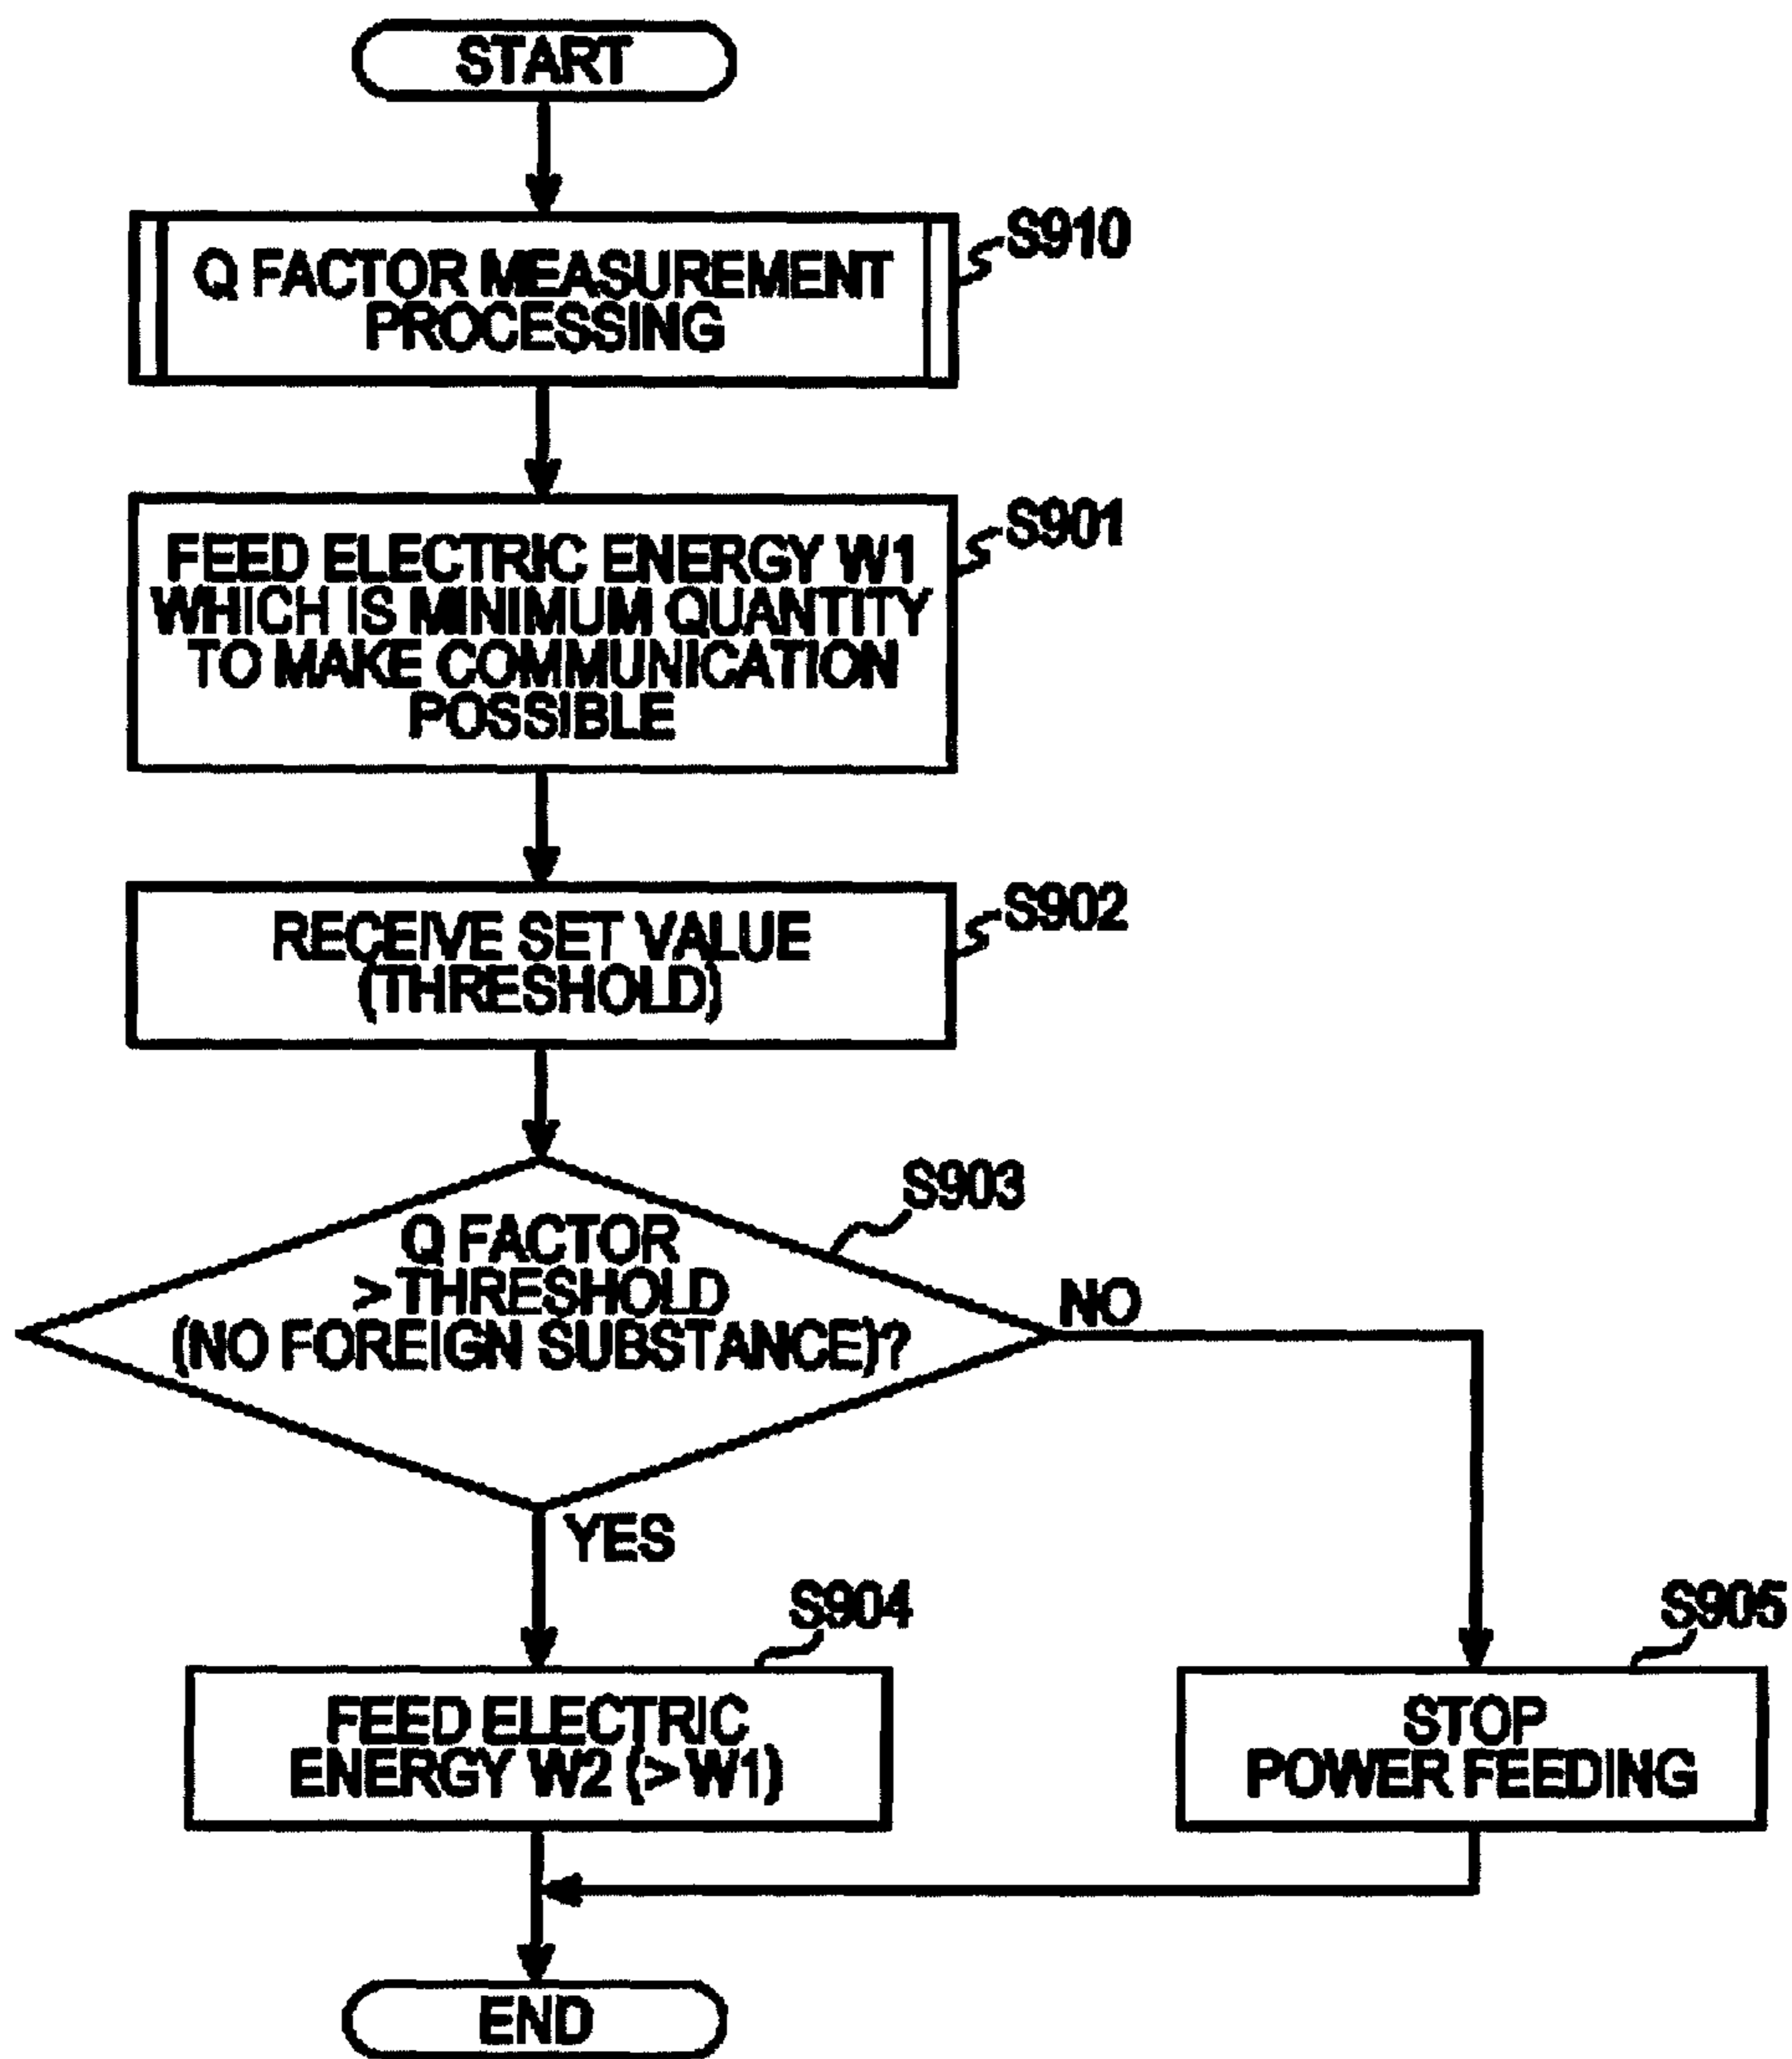 START
S910
Q FACTOR MEASUREMENT
PROCESSING
S901
FEED ELECTRIC ENERGY W1
WHICH IS MINIMUM QUANTITY
TO MAKE COMMUNICATION
POSSIBLE
S902
RECEIVE SET VALUE
(THRESHOLD)
S903
Q FACTOR
>THRESHOLD
(NO FOREIGN SUBSTANCE)?
NO
YES
S904
FEED ELECTRIC
ENERGY W2 (>W1)
S905
STOP
POWER FEEDING
END